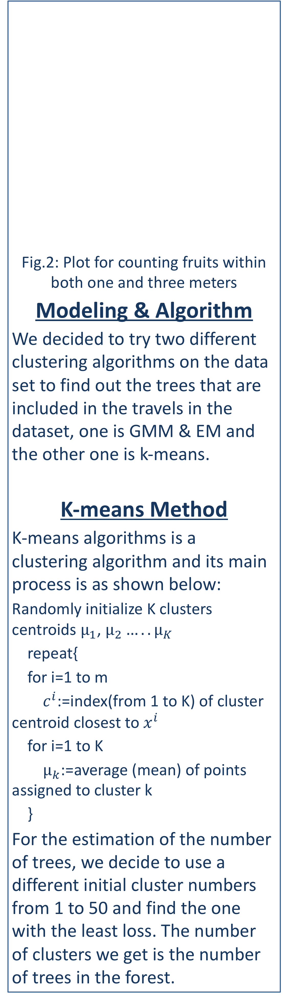 Fig.2: Plot for counting fruits within
both one and three meters
Modeling & Algorithm
We decided to try two different
clustering algorithms on the data
set to find out the trees that are
included in the travels in the
dataset, one is GMM & EM and
the other one is k-means.
K-means Method
K-means algorithms is a
clustering algorithm and its main
process is as shown below:
Randomly initialize K clusters
centroids μ₁, μ₂ ….. μ_K
repeat{
for i=1 to m
cⁱ:=index(from 1 to K) of cluster
centroid closest to xⁱ
for i=1 to K
μₖ:=average (mean) of points
assigned to cluster k
}
For the estimation of the number
of trees, we decide to use a
different initial cluster numbers
from 1 to 50 and find the one
with the least loss. The number
of clusters we get is the number
of trees in the forest.